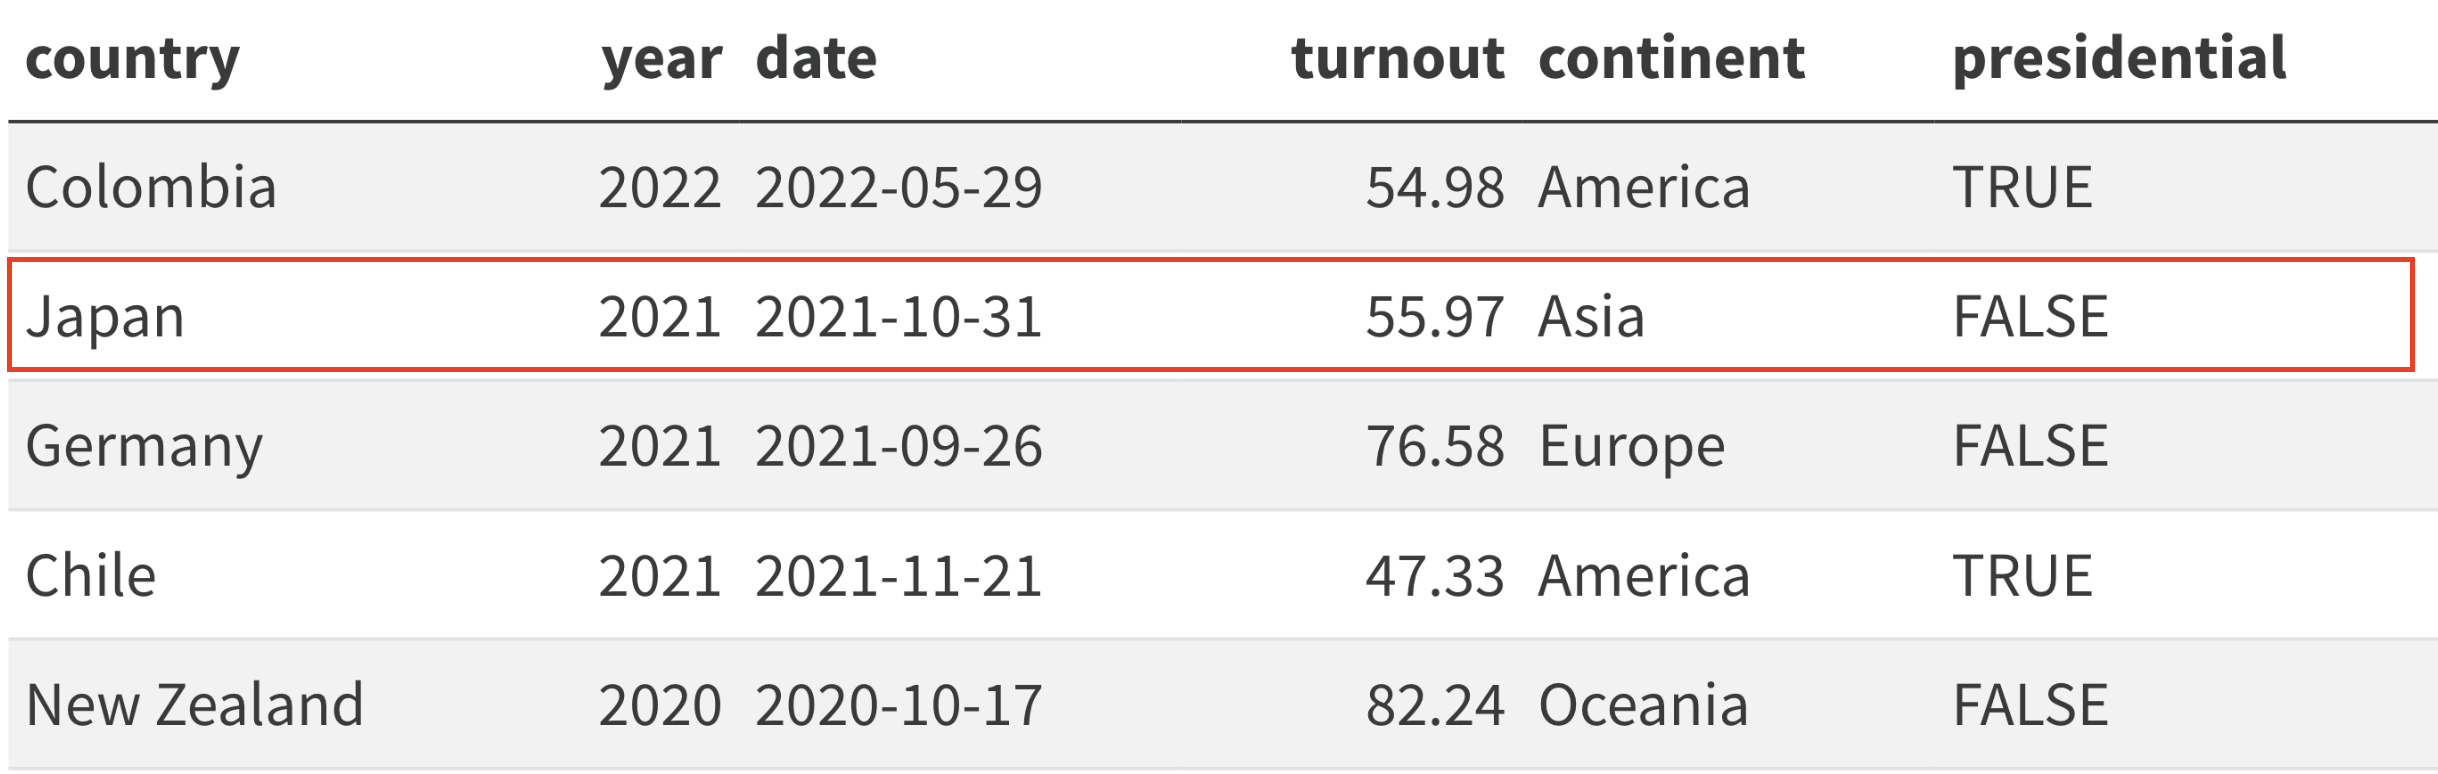 country year date turnout continent presidential
Colombia 2022 2022-05-29 54.98 America TRUE
Japan 2021 2021-10-31 55.97 Asia FALSE
Germany 2021 2021-09-26 76.58 Europe FALSE
Chile 2021 2021-11-21 47.33 America TRUE
New Zealand 2020 2020-10-17 82.24 Oceania FALSE